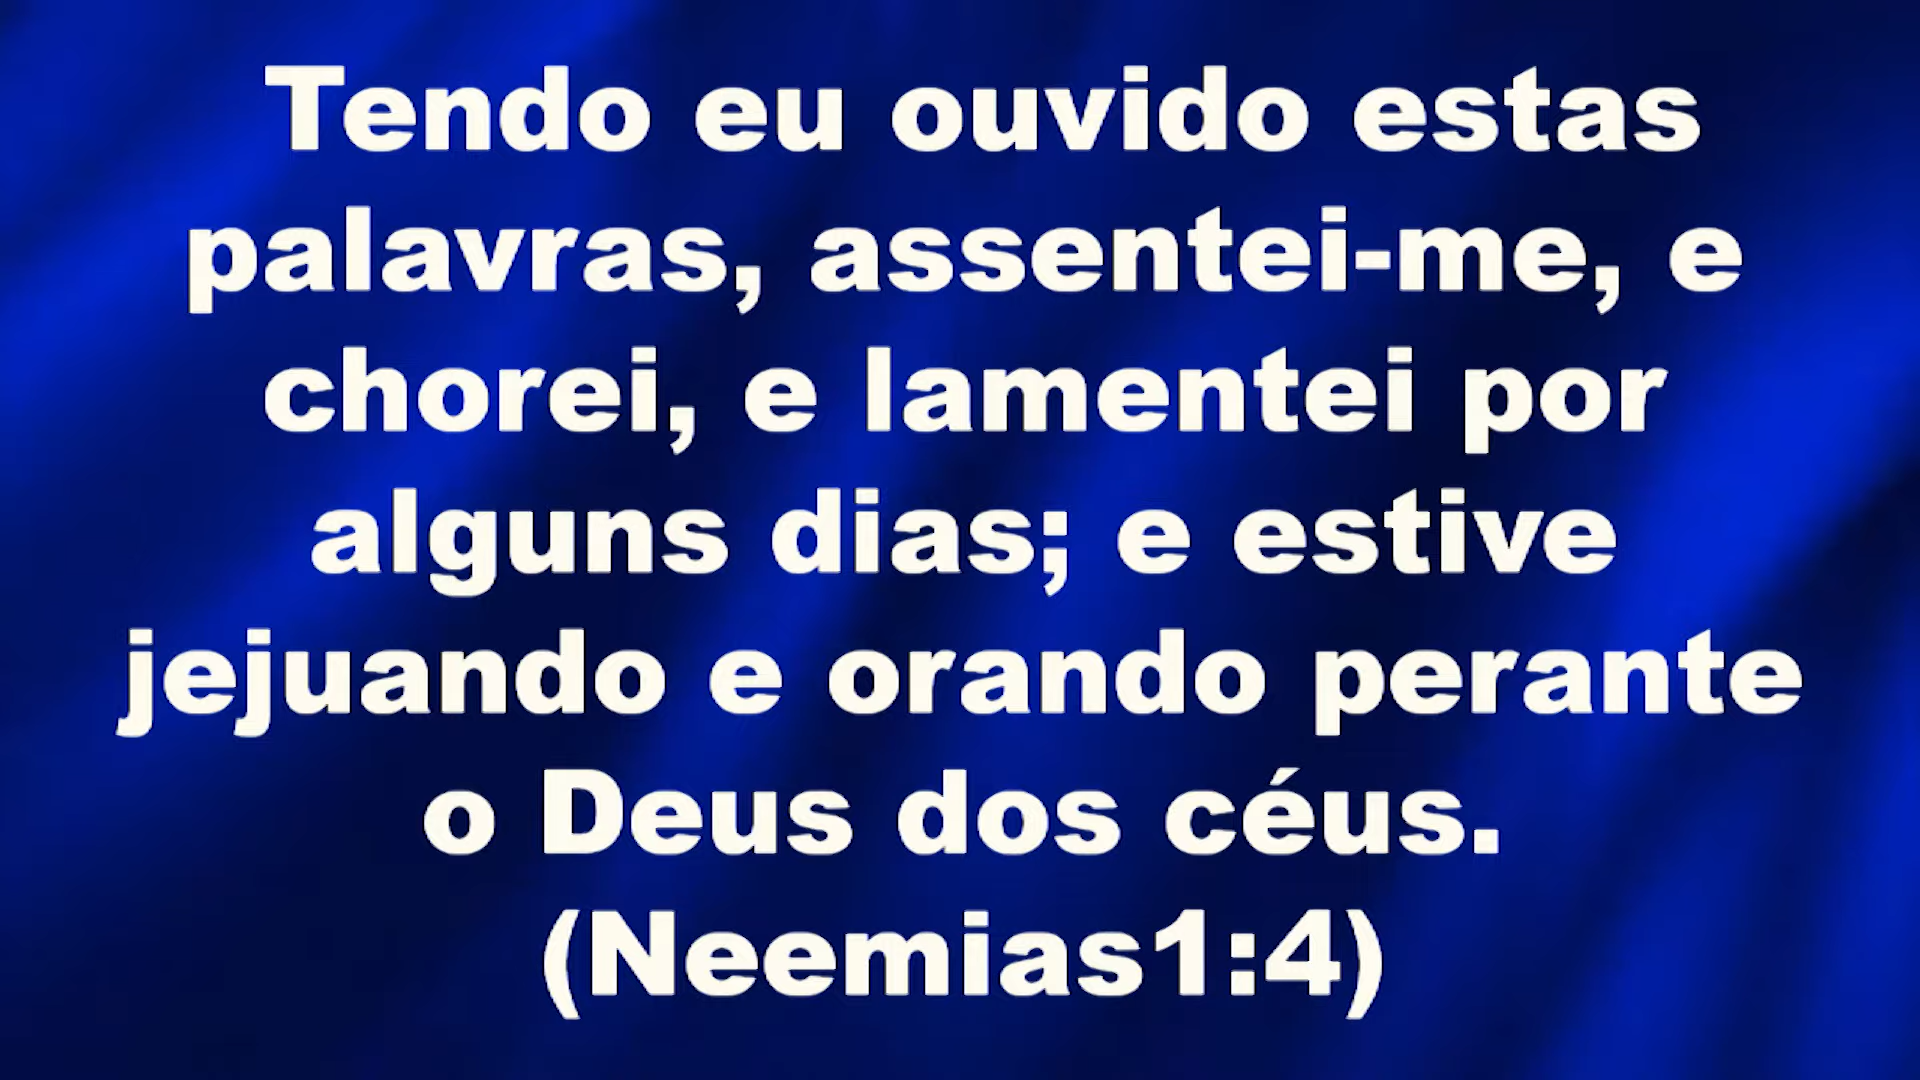 Tendo eu ouvido estas
palavras, assentei-me, e
chorei, e lamentei por
alguns dias; e estive
jejuando e orando perante
o Deus dos céus.
(Neemias1:4)